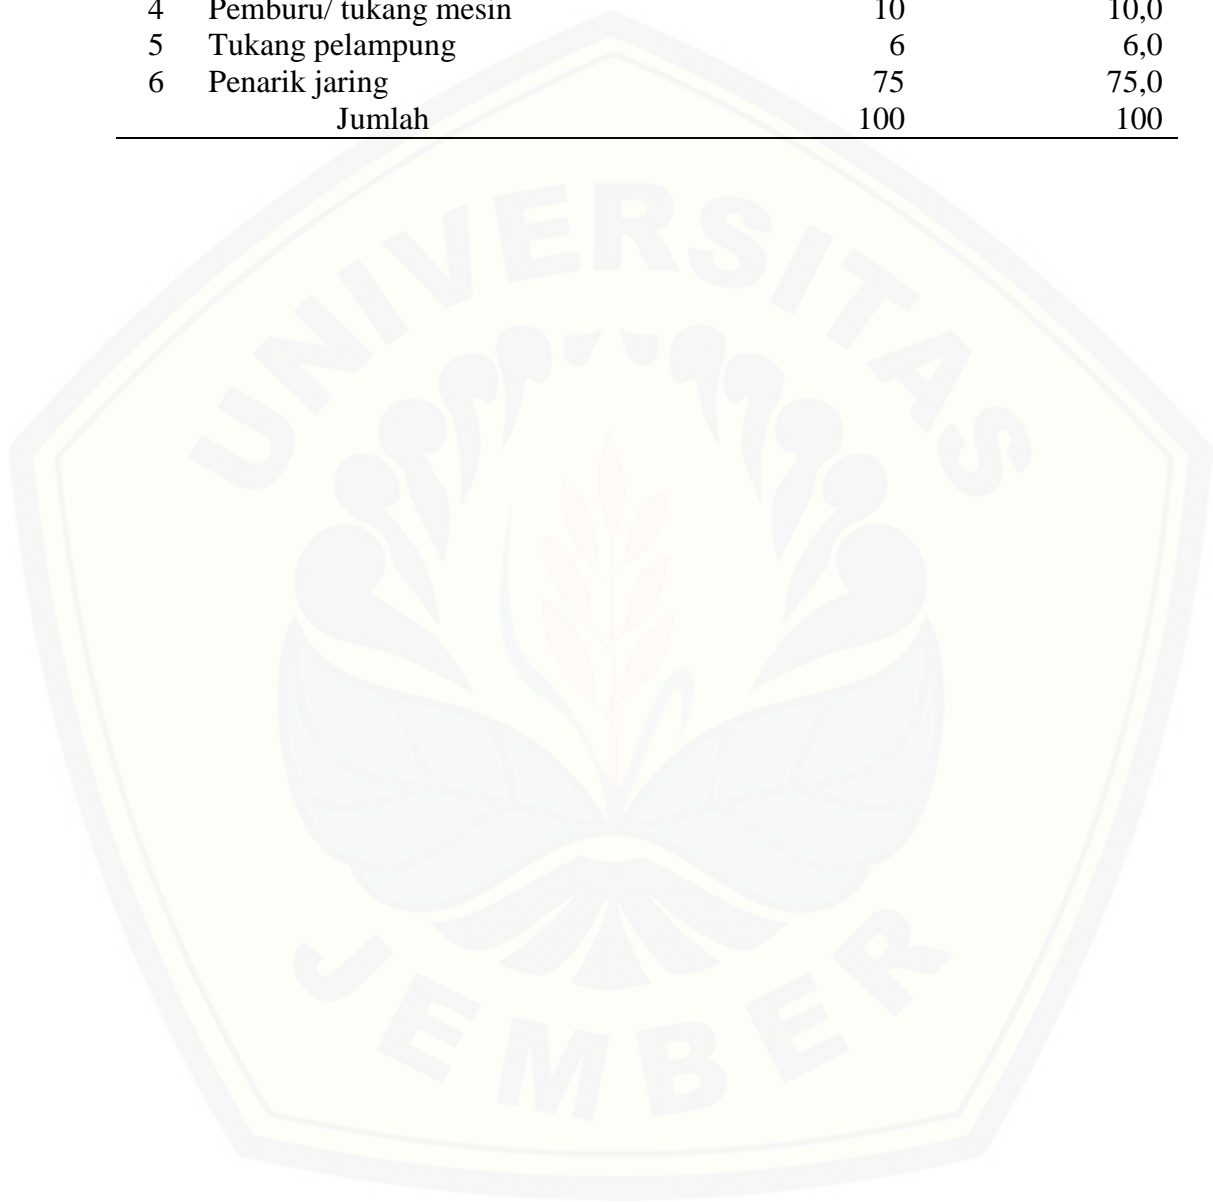 4 Pemburu/ tukang mesin 10 10,0
5 Tukang pelampung 6 6,0
6 Penarik jaring 75 75,0
Jumlah 100 100
UNIVERSITAS
JEMBER